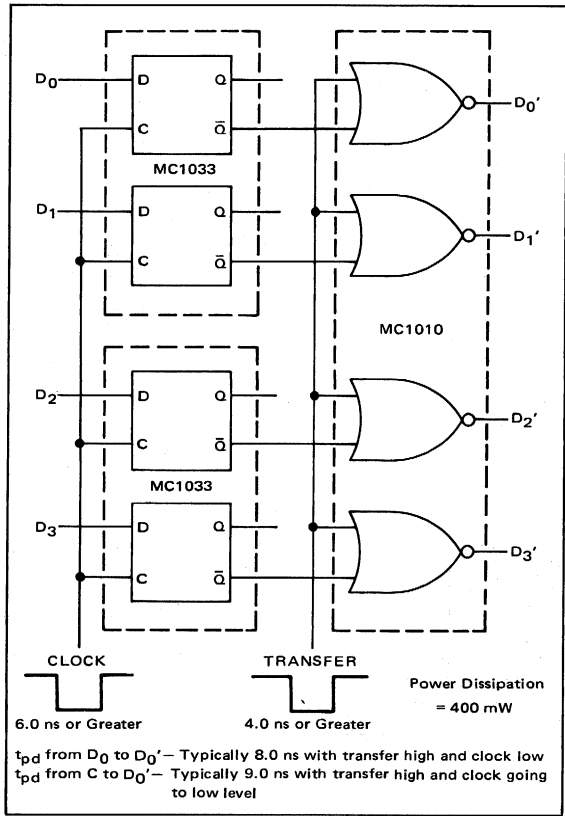 D0 D Q D0'
C Q̅
MC1033
D1 D Q D1'
C Q̅
MC1010
D2 D Q D2'
C Q̅
MC1033
D3 D Q D3'
C Q̅
CLOCK TRANSFER
Power Dissipation
= 400 mW
6.0 ns or Greater 4.0 ns or Greater
tpd from D0 to D0'– Typically 8.0 ns with transfer high and clock low
tpd from C to D0'– Typically 9.0 ns with transfer high and clock going
to low level